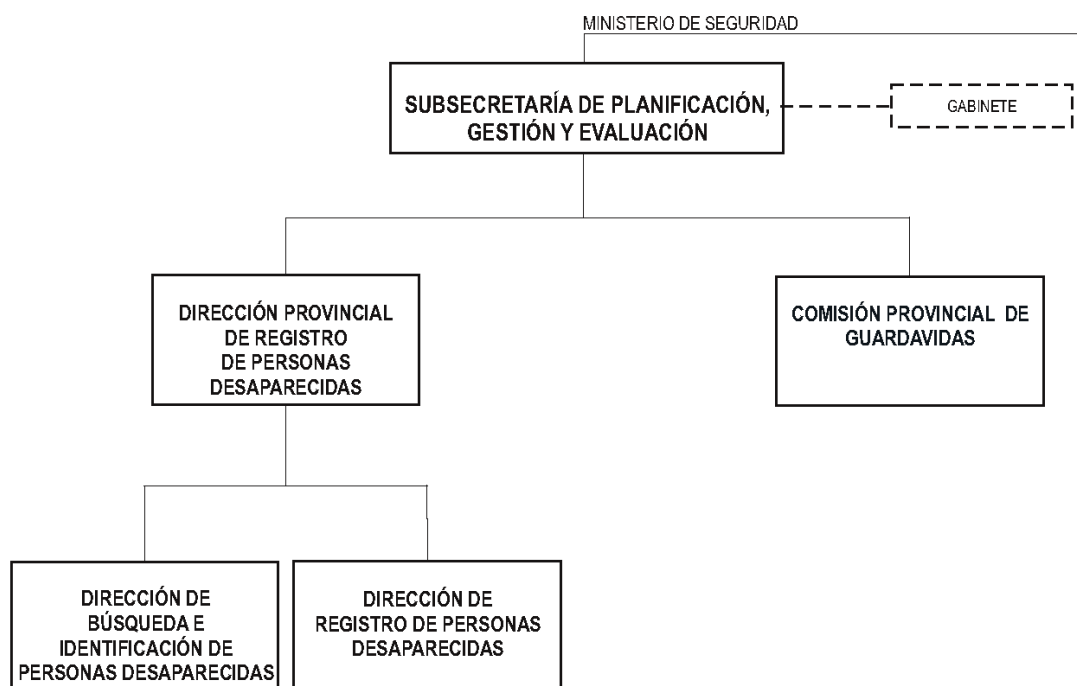 MINISTERIO DE SEGURIDAD
SUBSECRETARÍA DE PLANIFICACIÓN,
GESTIÓN Y EVALUACIÓN
GABINETE
DIRECCIÓN PROVINCIAL
DE REGISTRO
DE PERSONAS
DESAPARECIDAS
COMISIÓN PROVINCIAL DE
GUARDAVIDAS
DIRECCIÓN DE
BÚSQUEDA E
IDENTIFICACIÓN DE
PERSONAS DESAPARECIDAS
DIRECCIÓN DE
REGISTRO DE PERSONAS
DESAPARECIDAS